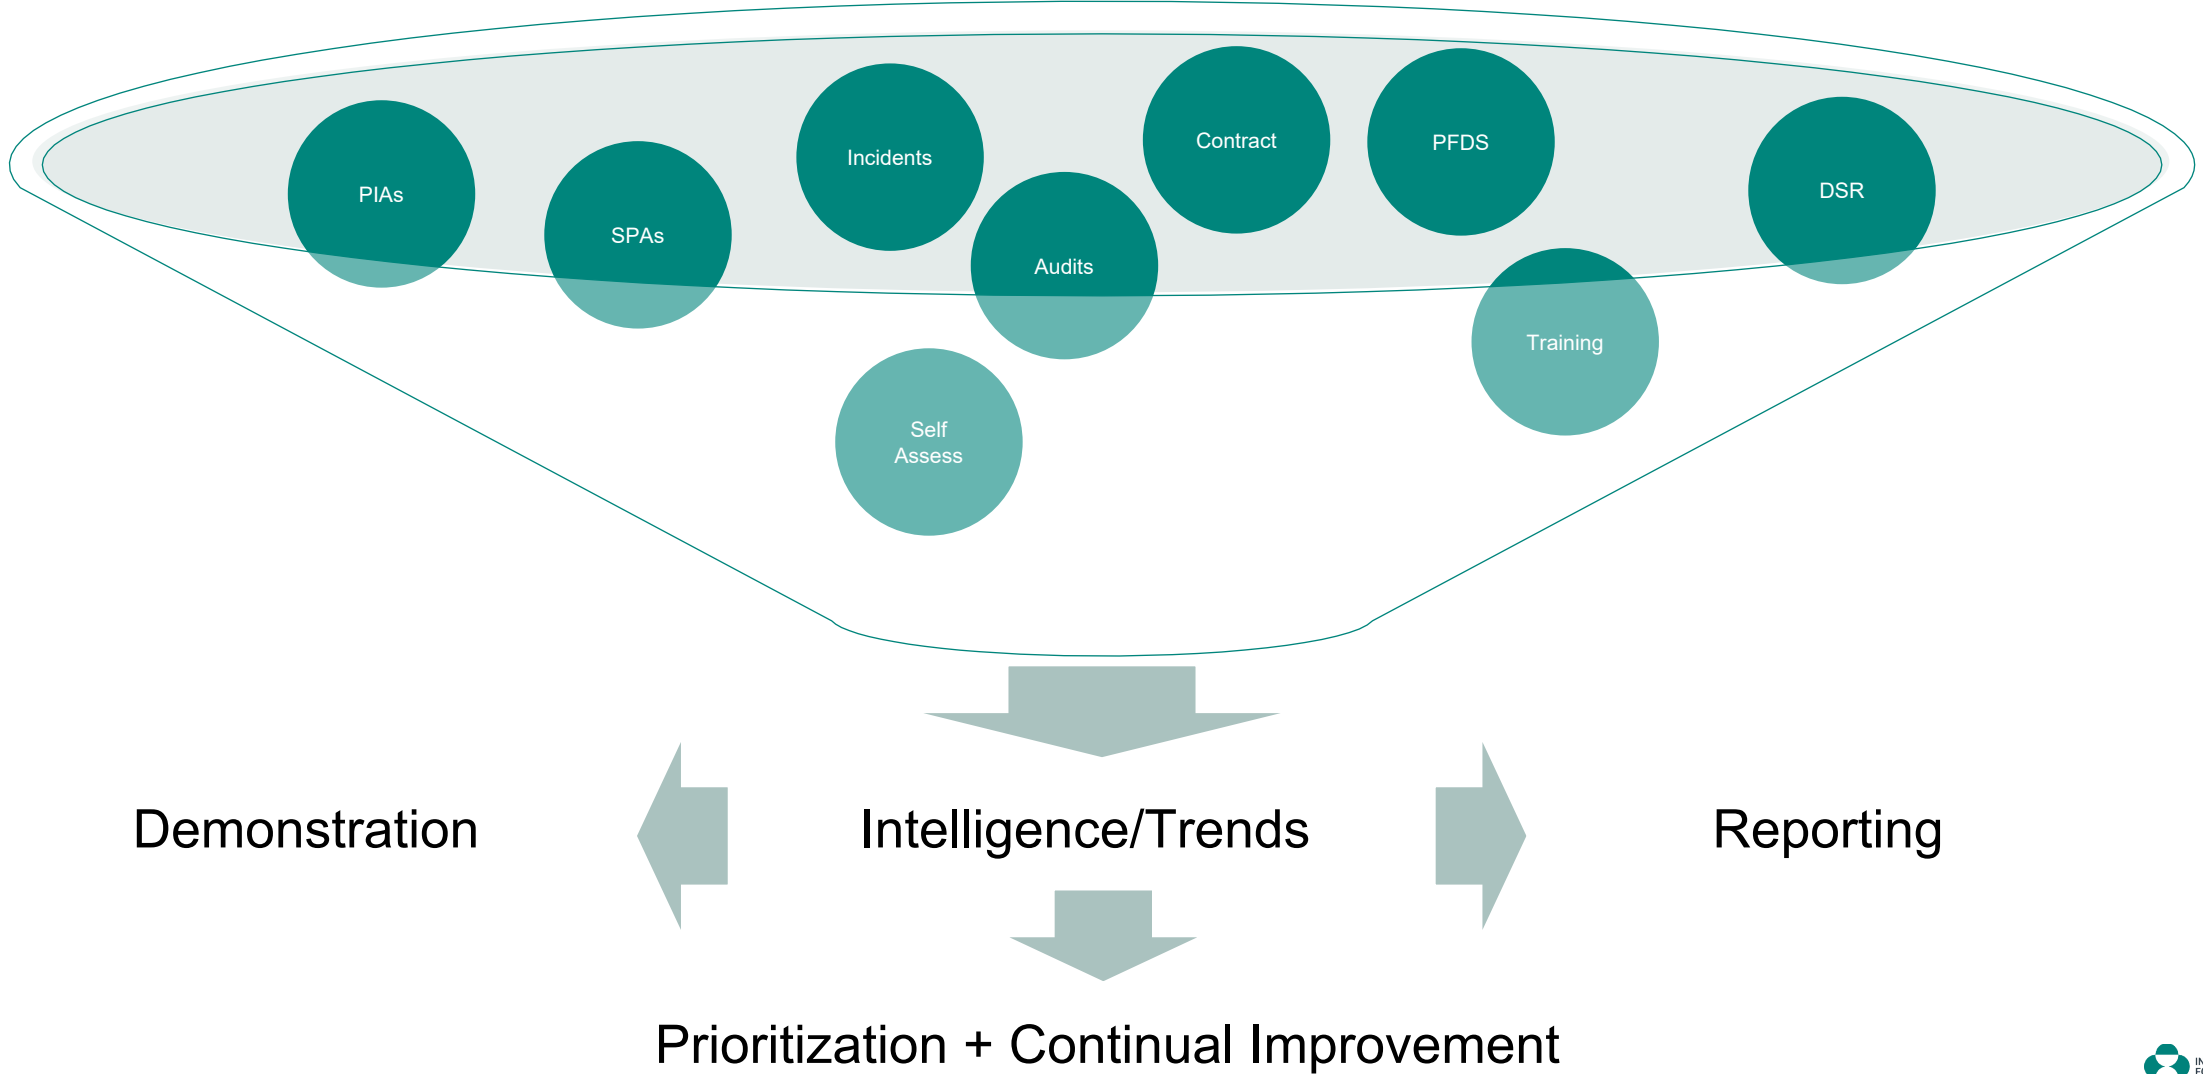 Contract
PFDS
Incidents
PIAs
DSR
SPAs
Audits
Training
Self
Assess
Demonstration
Intelligence/Trends
Reporting
Prioritization + Continual Improvement